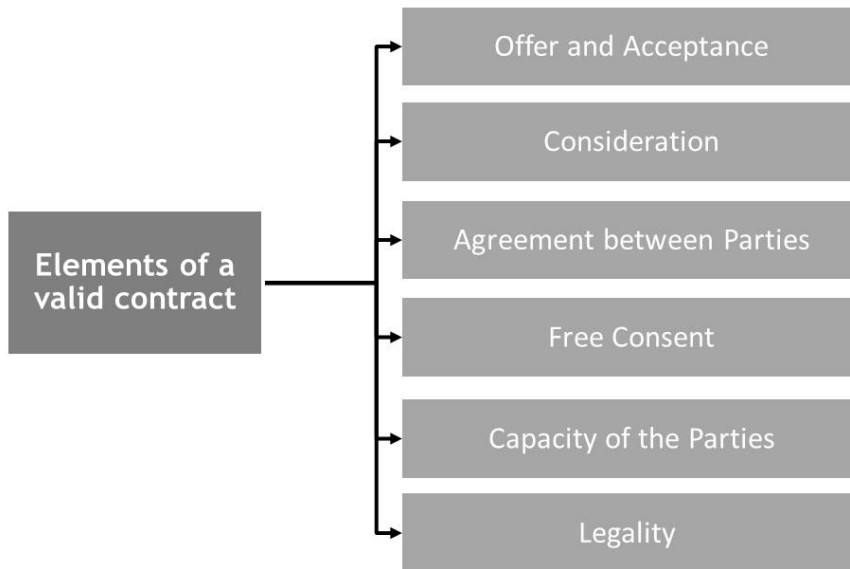 Elements of a
valid contract
Offer and Acceptance
Consideration
Agreement between Parties
Free Consent
Capacity of the Parties
Legality